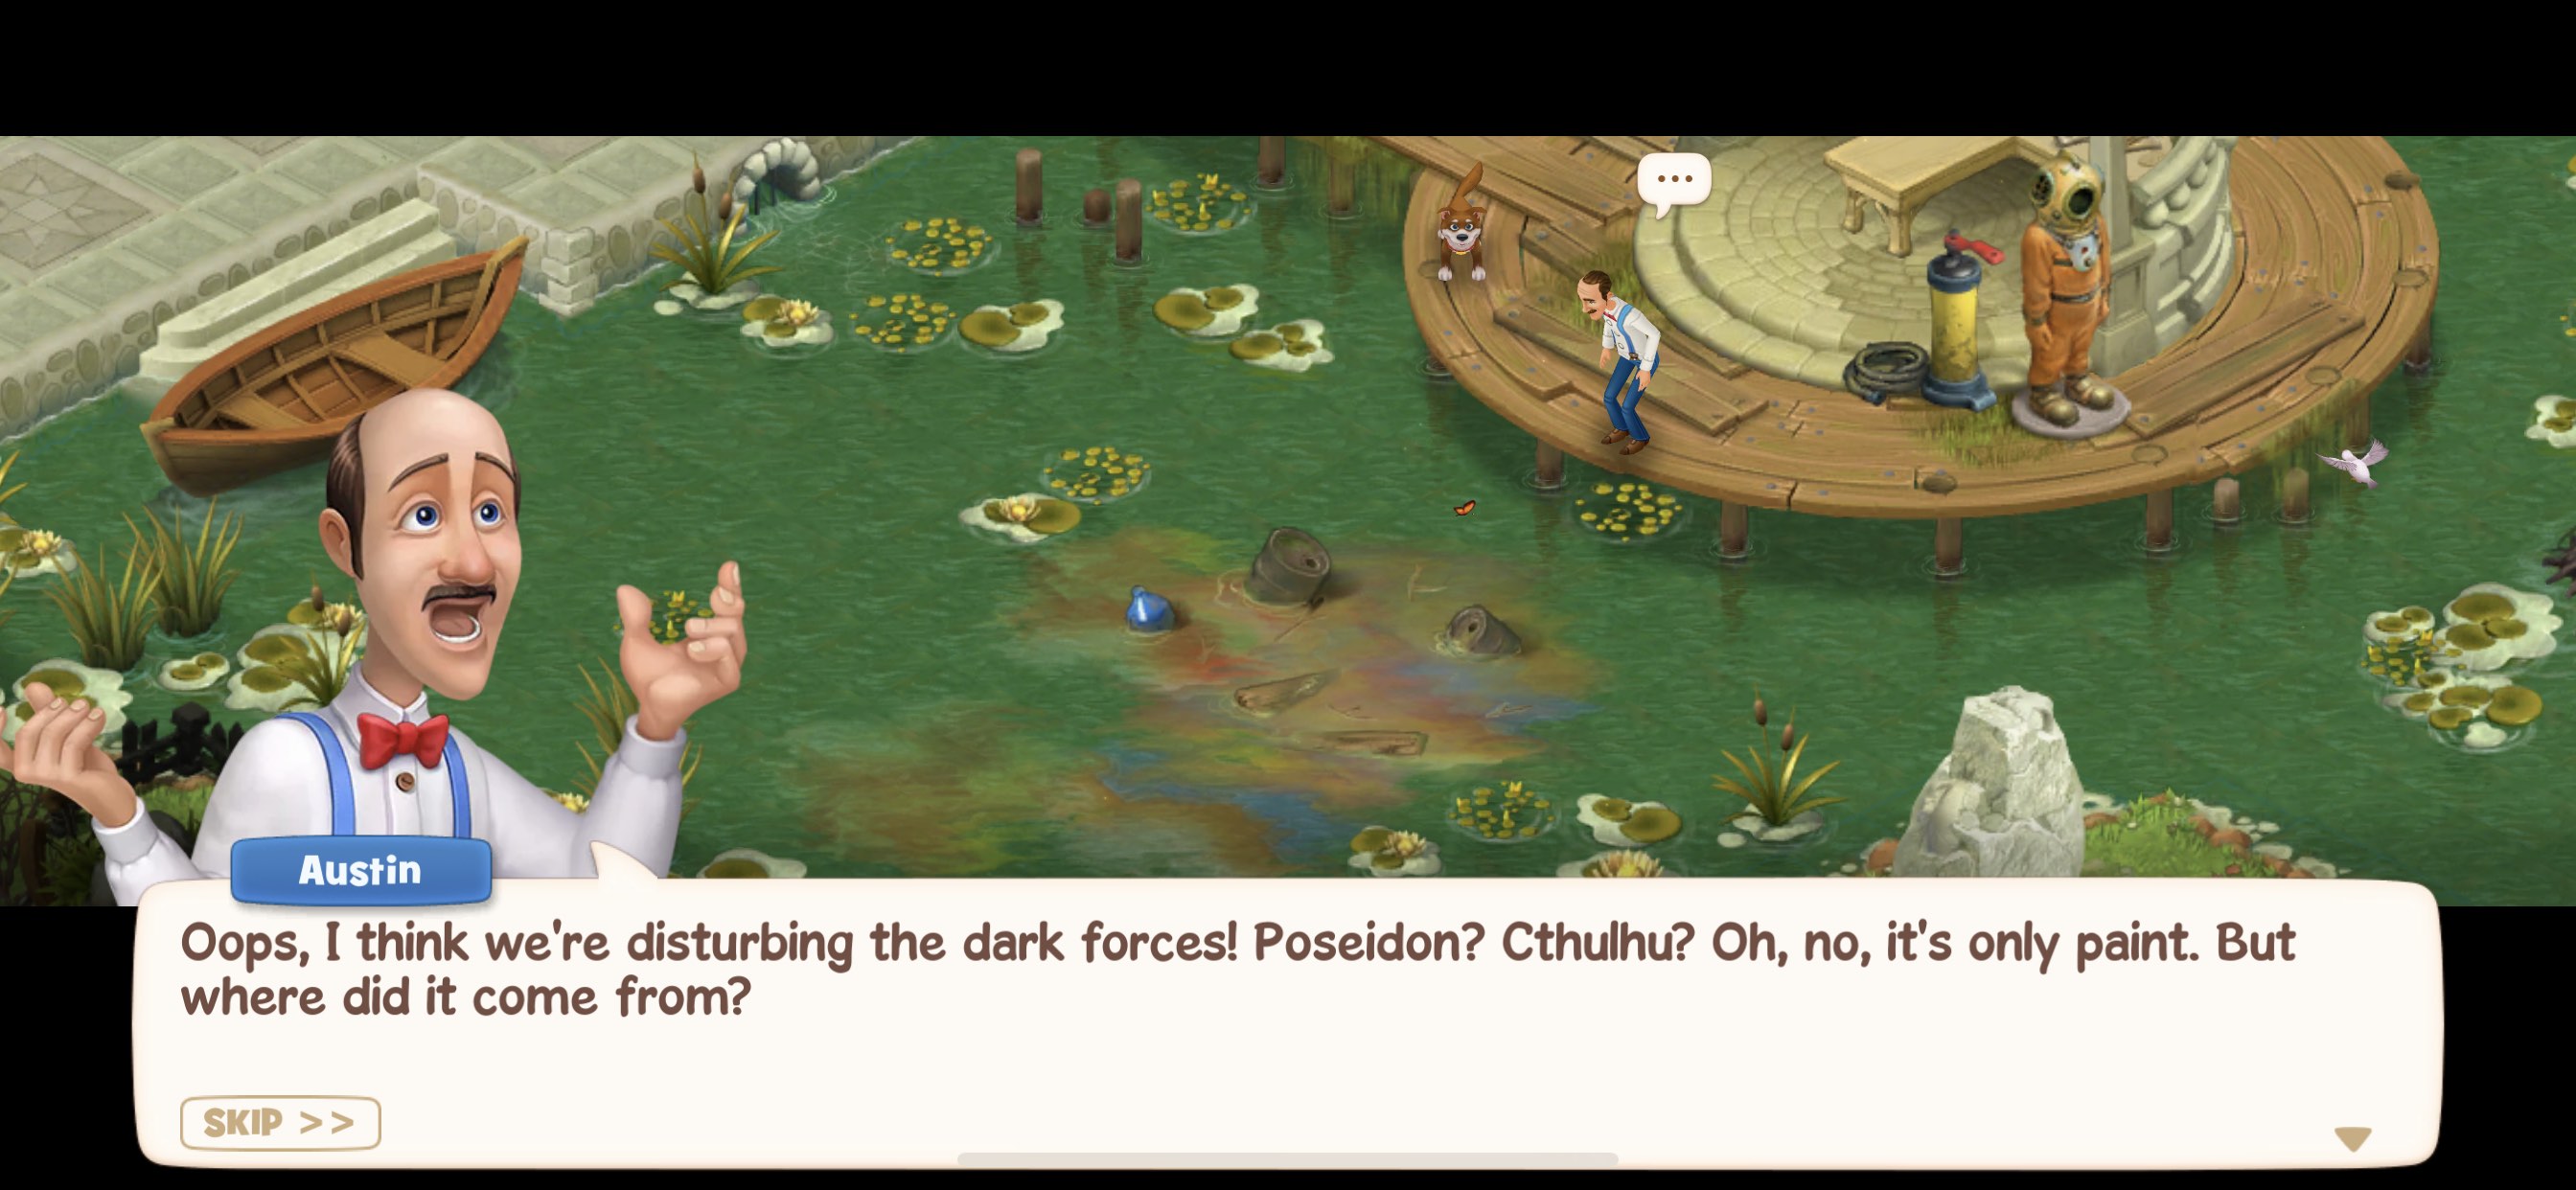 ...
Austin
Oops, I think we're disturbing the dark forces! Poseidon? Cthulhu? Oh, no, it's only paint. But
where did it come from?
SKIP >>